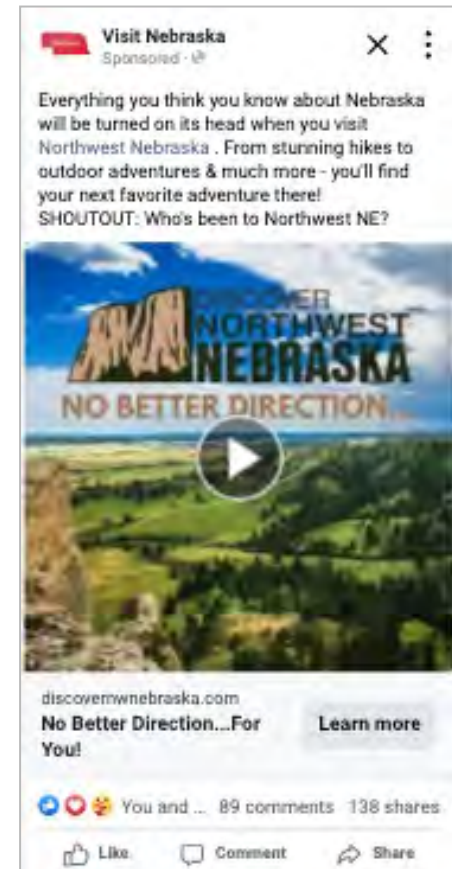 Visit Nebraska
Sponsored ·
Everything you think you know about Nebraska
will be turned on its head when you visit
Northwest Nebraska . From stunning hikes to
outdoor adventures & much more - you'll find
your next favorite adventure there!
SHOUTOUT: Who's been to Northwest NE?
DISCOVER
NORTHWEST
NEBRASKA
NO BETTER DIRECTION...
discovernwnebraska.com
No Better Direction...For
You!
Learn more
You and ... 89 comments 138 shares
Like Comment Share